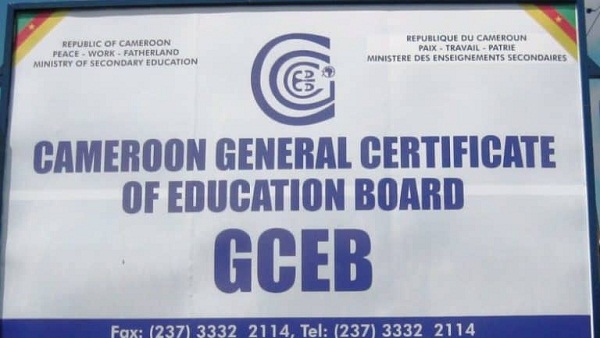 REPUBLIC OF CAMEROON
PEACE - WORK - FATHERLAND
MINISTRY OF SECONDARY EDUCATION
REPUBLIQUE DU CAMEROUN
PAIX - TRAVAIL - PATRIE
MINISTERE DES ENSEIGNEMENTS SECONDAIRES
CAMEROON GENERAL CERTIFICATE
OF EDUCATION BOARD
GCEB
Fax: (237) 3332 2114, Tel: (237) 3332 2114